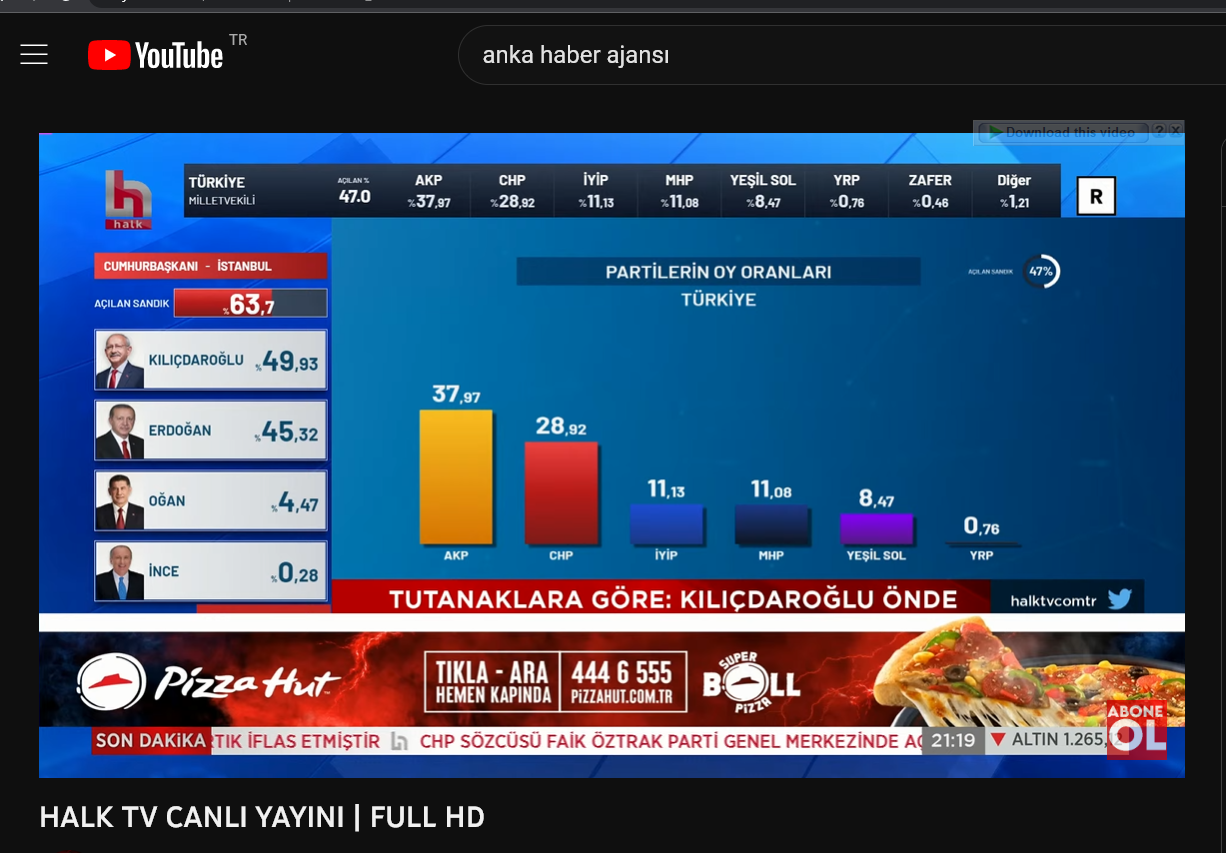 YouTube TR
anka haber ajansı
Download this video ? X
h halk
TÜRKİYE
MİLLETVEKİLİ
AÇILAN %
47.0
AKP CHP İYİP MHP YEŞİL SOL YRP ZAFER Diğer
%37,97 %28,92 %11,13 %11,08 %8,47 %0,76 %0,46 %1,21
R
CUMHURBAŞKANI - İSTANBUL
AÇILAN SANDIK %63,7
KILIÇDAROĞLU %49,93
ERDOĞAN %45,32
OĞAN %4,47
İNCE %0,28
PARTİLERİN OY ORANLARI
TÜRKİYE
AÇILAN SANDIK 47%
37,97
28,92
11,13
11,08
8,47
0,76
AKP CHP İYİP MHP YEŞİL SOL YRP
TUTANAKLARA GÖRE: KILIÇDAROĞLU ÖNDE
halktvcomtr
Pizza Hut
TIKLA - ARA
HEMEN KAPINDA
444 6 555
PIZZAHUT.COM.TR
SUPER
BOLL
PİZZA
SON DAKİKA RTIK İFLAS ETMİŞTİR h CHP SÖZCÜSÜ FAİK ÖZTRAK PARTİ GENEL MERKEZİNDE AÇ 21:19 ALTIN 1.265,
ABONE
OL
HALK TV CANLI YAYINI | FULL HD